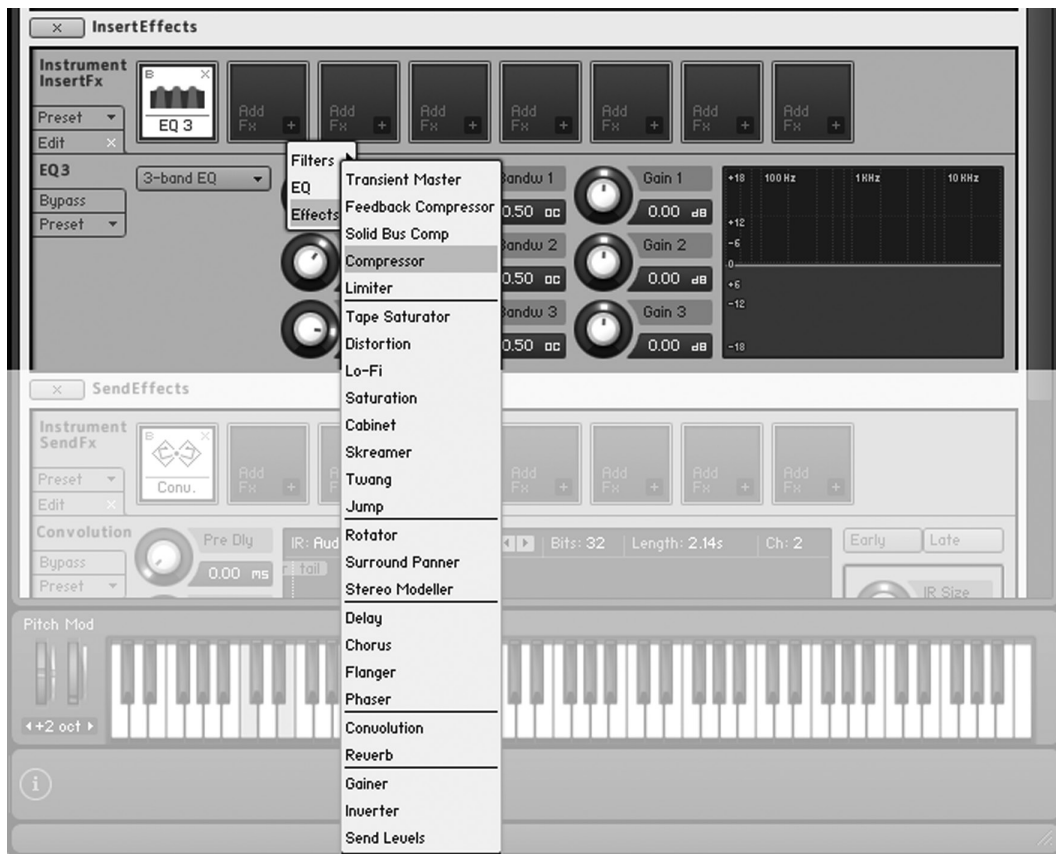 × InsertEffects
Instrument
InsertFx
Preset
Edit ×
B ×
EQ 3
Add
Fx +
Add
Fx +
Add
Fx +
Add
Fx +
Add
Fx +
Add
Fx +
Add
Fx +
EQ3
Bypass
Preset
3-band EQ
Filters
EQ
Effects
Transient Master
Feedback Compressor
Solid Bus Comp
Compressor
Limiter
Tape Saturator
Distortion
Lo-Fi
Saturation
Cabinet
Skreamer
Twang
Jump
Rotator
Surround Panner
Stereo Modeller
Delay
Chorus
Flanger
Phaser
Convolution
Reverb
Gainer
Inverter
Send Levels
andw 1 Gain 1
0.50 oc 0.00 dB
andw 2 Gain 2
0.50 oc 0.00 dB
andw 3 Gain 3
0.50 oc 0.00 dB
+18 100 Hz 1KHz 10 KHz
+12
-6
0
+6
-12
-18
× SendEffects
Instrument
SendFx
Preset
Edit ×
B ×
Conv.
Add
Fx +
F
Add
Fx +
Add
Fx +
Add
Fx +
Add
Fx +
Convolution
Bypass
Preset
Pre Dly
0.00 ms
IR: Aud Bits: 32 Length: 2.14s Ch: 2
r tail
Early Late
IR Size
Pitch Mod
+2 oct
i